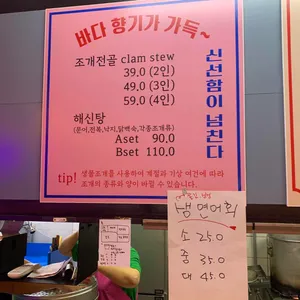 바다 향기가 가득~
신선함이 넘친다
조개전골 clam stew
39,0 (2인)
49,0 (3인)
59,0 (4인)
해신탕
(문어,전복,낙지,닭백숙,각종조개류)
Aset 90,0
Bset 110,0
tip! 생물조개를 사용하여 계절과 기상 여건에 따라
조개의 종류와 양이 바뀔 수 있습니다.
생연어회
소 25.0
중 35.0
대 45.0